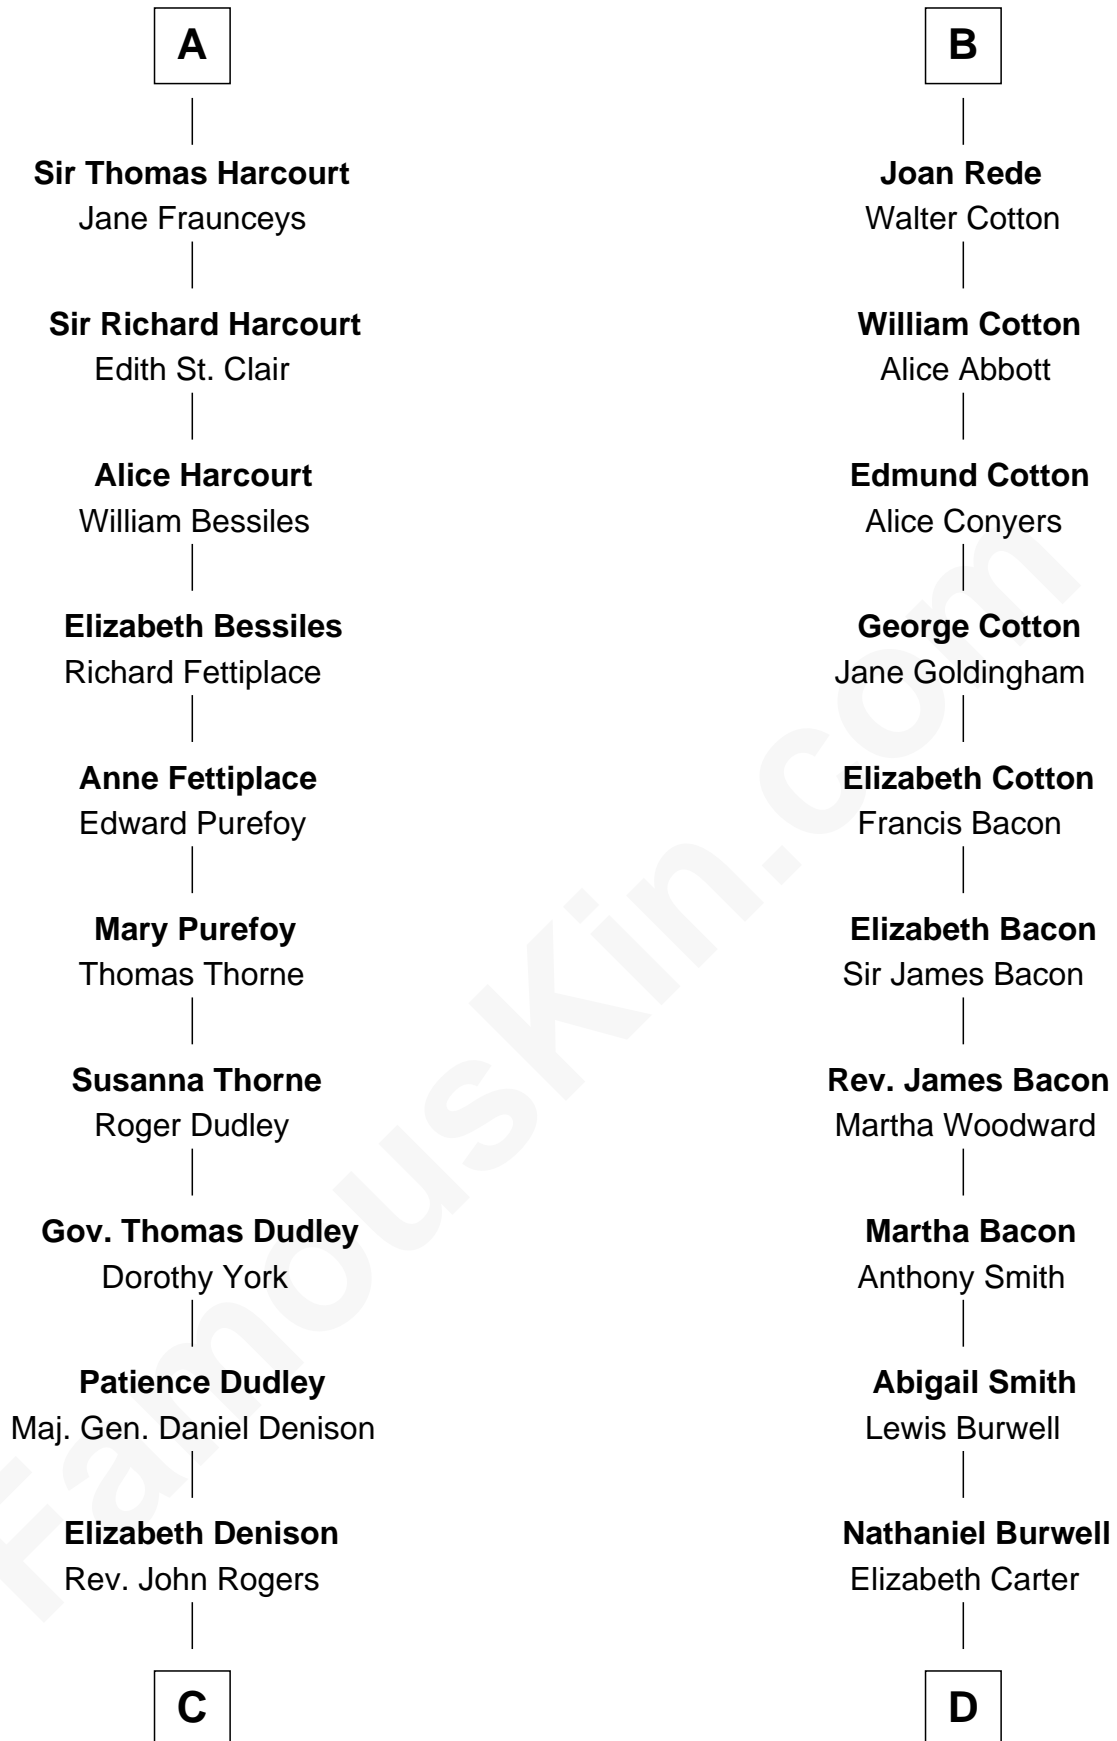 A
Sir Thomas Harcourt
Jane Fraunceys
Sir Richard Harcourt
Edith St. Clair
Alice Harcourt
William Bessiles
Elizabeth Bessiles
Richard Fettiplace
Anne Fettiplace
Edward Purefoy
Mary Purefoy
Thomas Thorne
Susanna Thorne
Roger Dudley
Gov. Thomas Dudley
Dorothy York
Patience Dudley
Maj. Gen. Daniel Denison
Elizabeth Denison
Rev. John Rogers
C
B
Joan Rede
Walter Cotton
William Cotton
Alice Abbott
Edmund Cotton
Alice Conyers
George Cotton
Jane Goldingham
Elizabeth Cotton
Francis Bacon
Elizabeth Bacon
Sir James Bacon
Rev. James Bacon
Martha Woodward
Martha Bacon
Anthony Smith
Abigail Smith
Lewis Burwell
Nathaniel Burwell
Elizabeth Carter
D
FamousKin.com